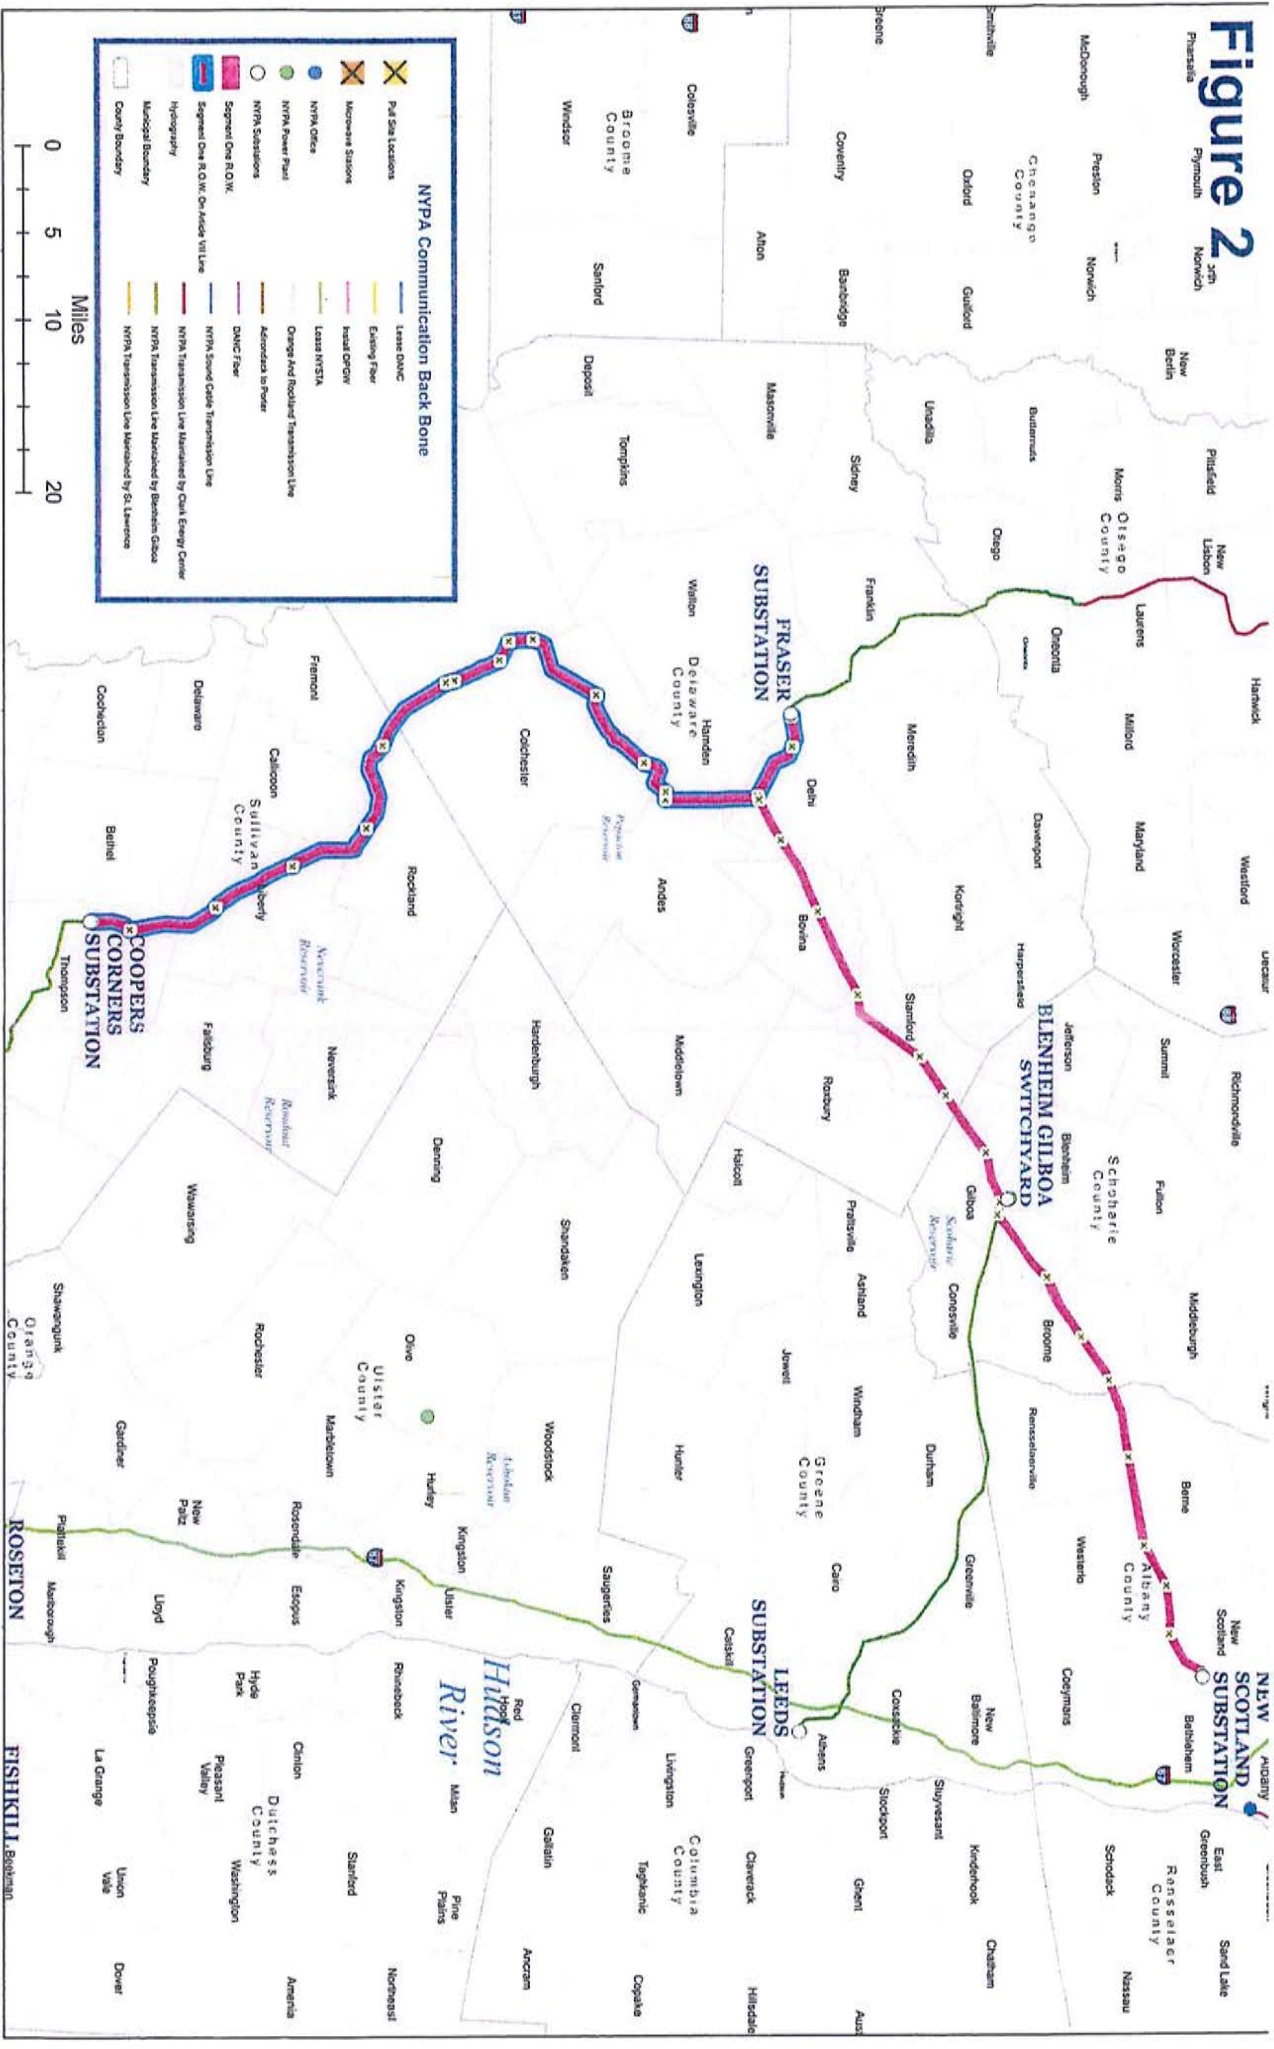 Figure 2
Pharsalia
Plymouth
Norwich
New
Berlin
Pittsfield
New
Lisbon
Hartwick
Westford
Decatur
88
Richmondville
Fulton
Middleburgh
Berne
New
Scotland
NEW
SCOTLAND
SUBSTATION
Albany
Bethlehem
East
Greenbush
Sand Lake
Smithville
McDonough
Preston
Norwich
Chenango
County
Butternuts
Morris
Otsego
County
Laurens
Milford
Maryland
Worcester
Summit
Schoharie
County
Albany
County
87
Rensselaer
County
Nassau
Schodack
Greene
Oxford
Guilford
Unadilla
Otego
Oneonta
Oneonta
Davenport
Harpersfield
Jefferson
Blenheim
BLENHEIM GILBOA
SWITCHYARD
Broome
Rensselaerville
Westerlo
Coeymans
Coventry
Bainbridge
Sidney
Franklin
Meredith
Kortright
Stamford
Gilboa
Scoharie
Reservoir
Conesville
Durham
Greenville
New
Baltimore
Coxsackie
Stuyvesant
Kinderhook
Chatham
88
Colesville
Afton
Masonville
FRASER
SUBSTATION
Delhi
Bovina
Roxbury
Prattsville
Ashland
Windham
Jewett
Greene
County
Cairo
LEEDS
SUBSTATION
Athens
Stockport
Ghent
Broome
County
Walton
Hamden
Delaware
County
Andes
Middletown
Halcott
Lexington
Hunter
Catskill
Greenport
Hudson
Claverack
Hillsdale
Windsor
Sanford
Deposit
Tompkins
Pepacton
Reservoir
Colchester
Hardenburgh
Shandaken
Woodstock
Saugerties
Germantown
Livingston
Columbia
County
Taghkanic
Copake
Clermont
Gallatin
Ancram
NYPA Communication Back Bone
Pull Site Locations
Microwave Stations
NYPA Office
NYPA Power Plant
NYPA Substations
Segment One R.O.W.
Segment One R.O.W. On Article VII Line
Hydrography
Municipal Boundary
County Boundary
Lease DANC
Existing Fiber
Install OPGW
Lease NYSTA
Orange And Rockland Transmission Line
Adirondack to Porter
DANC Fiber
NYPA Sound Cable Transmission Line
NYPA Transmission Line Maintained by Clark Energy Center
NYPA Transmission Line Maintained by Blenheim Gilboa
NYPA Transmission Line Maintained by St. Lawrence
Rockland
Denning
Olive
Ashokan
Reservoir
Hurley
Kingston
Ulster
Hudson
River
Red
Hook
Milan
Pine
Plains
Fremont
Neversink
Reservoir
Neversink
Ulster
County
Marbletown
87
Kingston
Rhinebeck
Stanford
Northeast
Callicoon
Sullivan
County
Liberty
Rondout
Reservoir
Rochester
Rosendale
Esopus
Hyde
Park
Clinton
Dutchess
County
Washington
Amenia
Delaware
Fallsburg
Wawarsing
New
Paltz
Lloyd
Pleasant
Valley
Cochecton
Bethel
COOPERS
CORNERS
SUBSTATION
Gardiner
Poughkeepsie
La Grange
Union
Vale
Dover
Thompson
Shawangunk
Orange
County
Plattekill
Marlborough
ROSETON
FISHKILL
Beekman
0 5 10 20
Miles